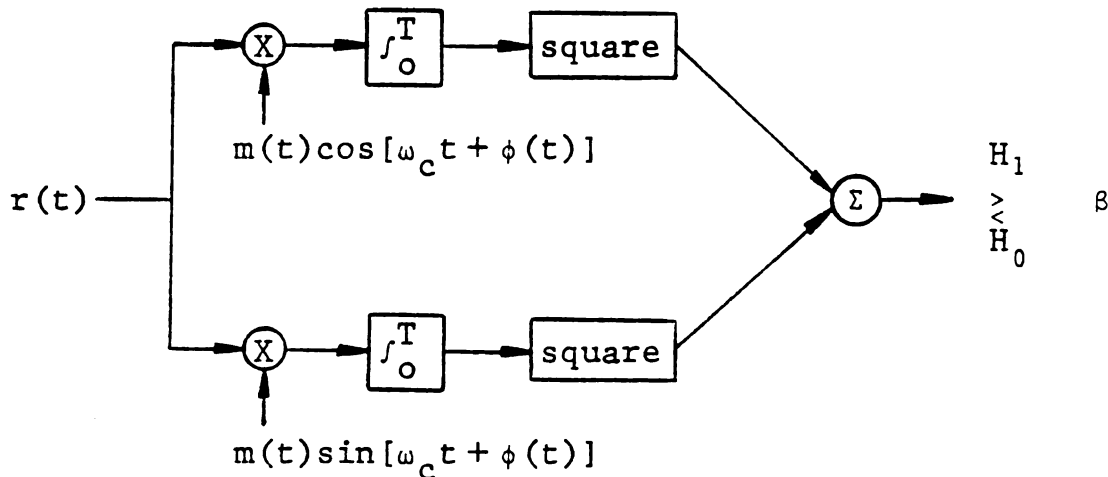 X ∫₀ᵀ square
m(t)cos[ω_c t + φ(t)]
H₁
r(t) Σ ≷ β
H₀
X ∫₀ᵀ square
m(t)sin[ω_c t + φ(t)]